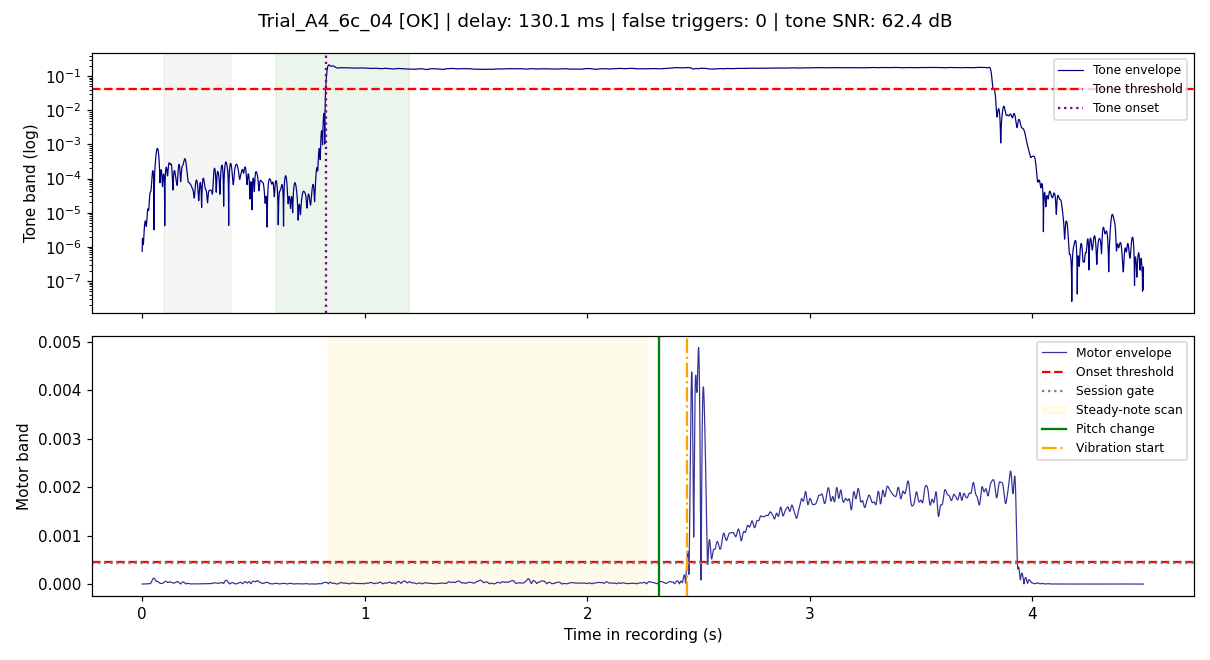 Trial_A4_6c_04 [OK] | delay: 130.1 ms | false triggers: 0 | tone SNR: 62.4 dB
Tone band (log)
10⁻¹
10⁻²
10⁻³
10⁻⁴
10⁻⁵
10⁻⁶
10⁻⁷
Tone envelope
Tone threshold
Tone onset
Motor band
0.005
0.004
0.003
0.002
0.001
0.000
Motor envelope
Onset threshold
Session gate
Steady-note scan
Pitch change
Vibration start
0 1 2 3 4
Time in recording (s)